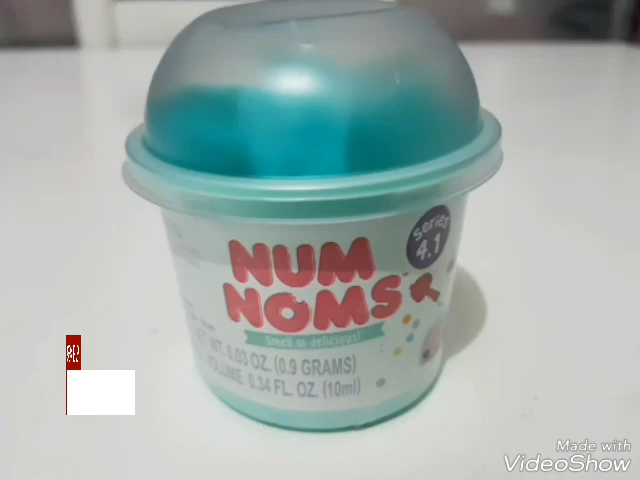 Series
4.1
NUM
NOMS
Smell so delicious!
NET WT. 0.03 OZ. (0.9 GRAMS)
VOLUME 0.34 FL. OZ. (10ml)
Made with
VideoShow